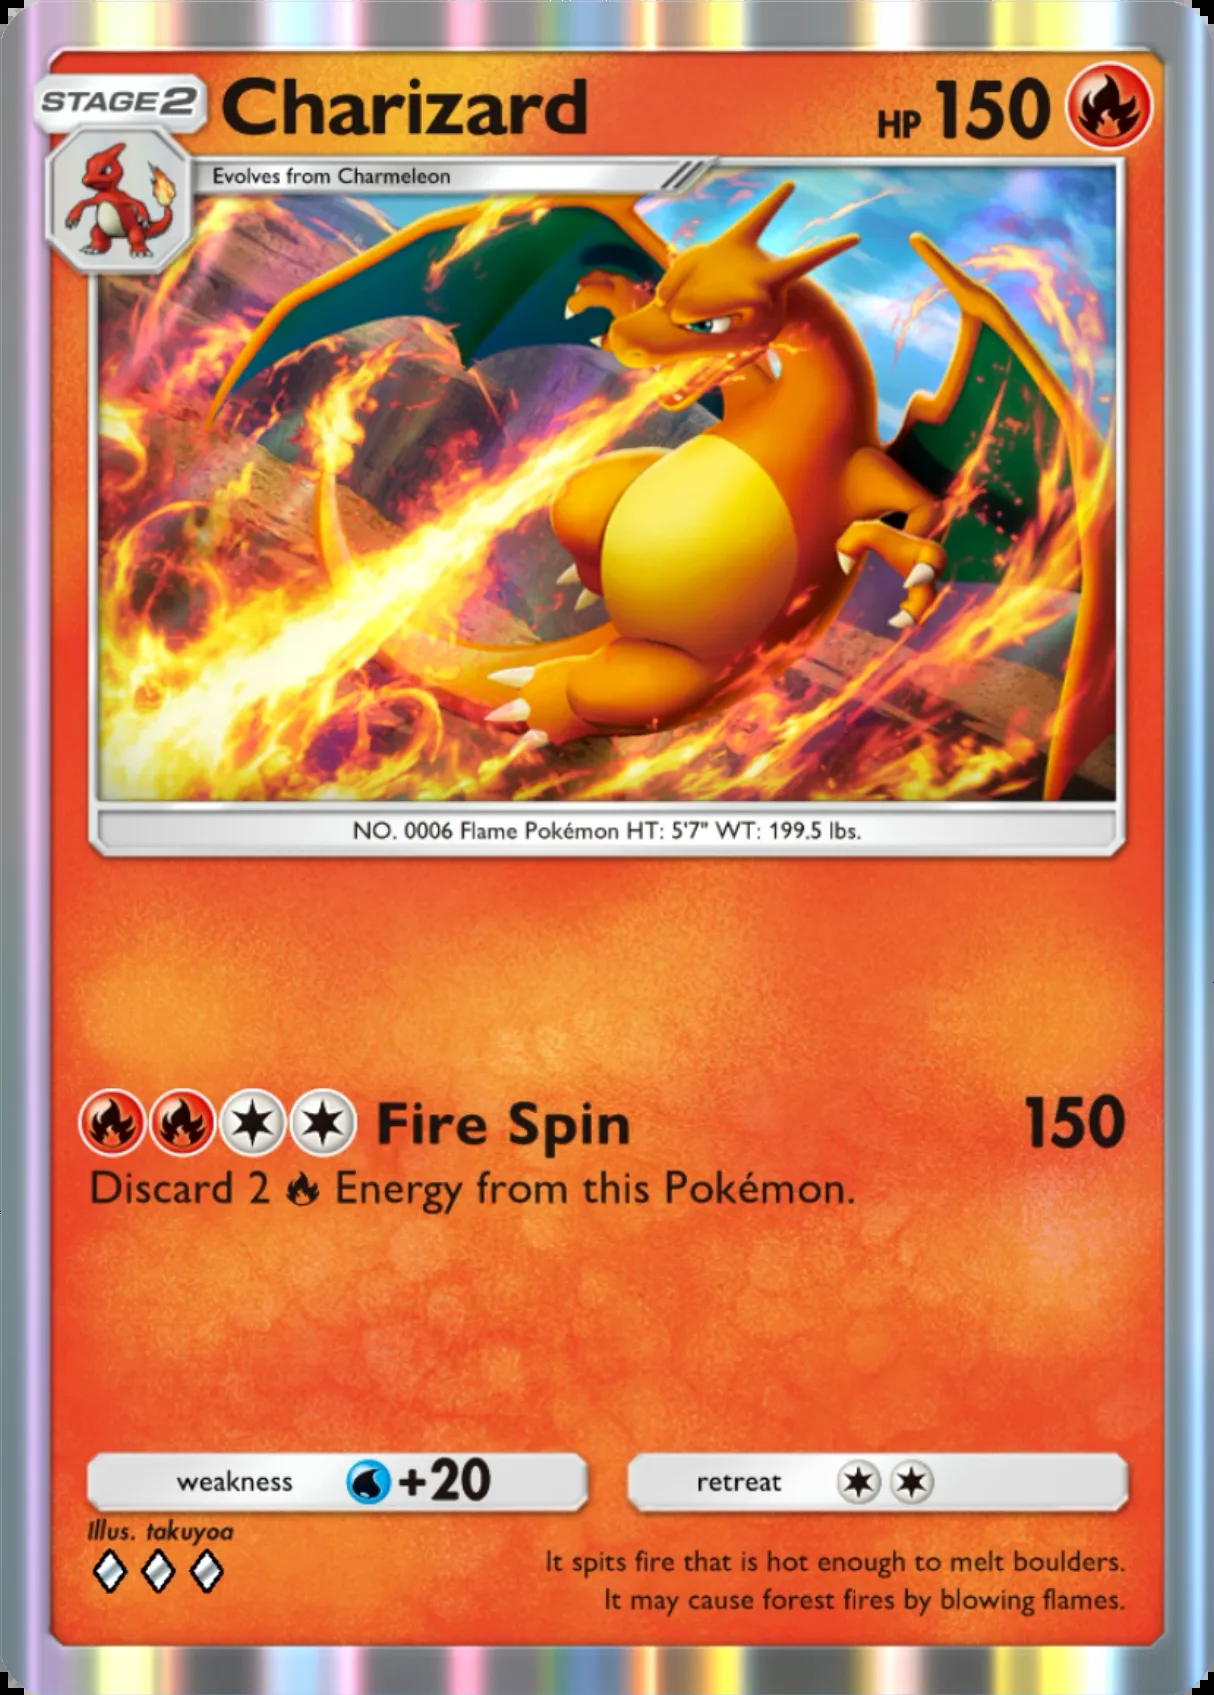 STAGE2 Charizard HP 150
Evolves from Charmeleon
NO. 0006 Flame Pokémon HT: 5'7" WT: 199.5 lbs.
Fire Spin 150
Discard 2 Energy from this Pokémon.
weakness +20 retreat
Illus. takuyoa
It spits fire that is hot enough to melt boulders.
It may cause forest fires by blowing flames.